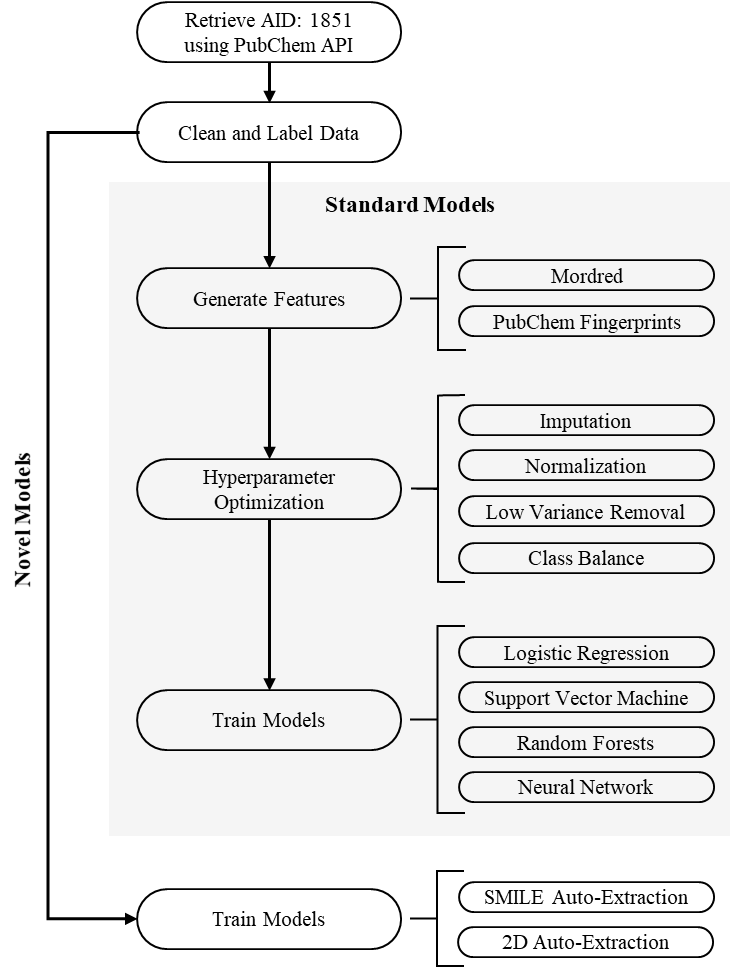 Retrieve AID: 1851
using PubChem API
Clean and Label Data
Standard Models
Generate Features
Mordred
PubChem Fingerprints
Hyperparameter
Optimization
Imputation
Normalization
Low Variance Removal
Class Balance
Novel Models
Train Models
Logistic Regression
Support Vector Machine
Random Forests
Neural Network
Train Models
SMILE Auto-Extraction
2D Auto-Extraction